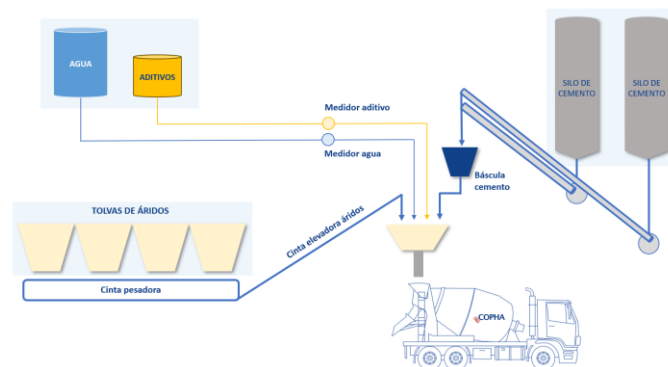 AGUA
ADITIVOS
SILO DE
CEMENTO
SILO DE
CEMENTO
Medidor aditivo
Medidor agua
Báscula
cemento
TOLVAS DE ÁRIDOS
Cinta elevadora áridos
Cinta pesadora
COPHA